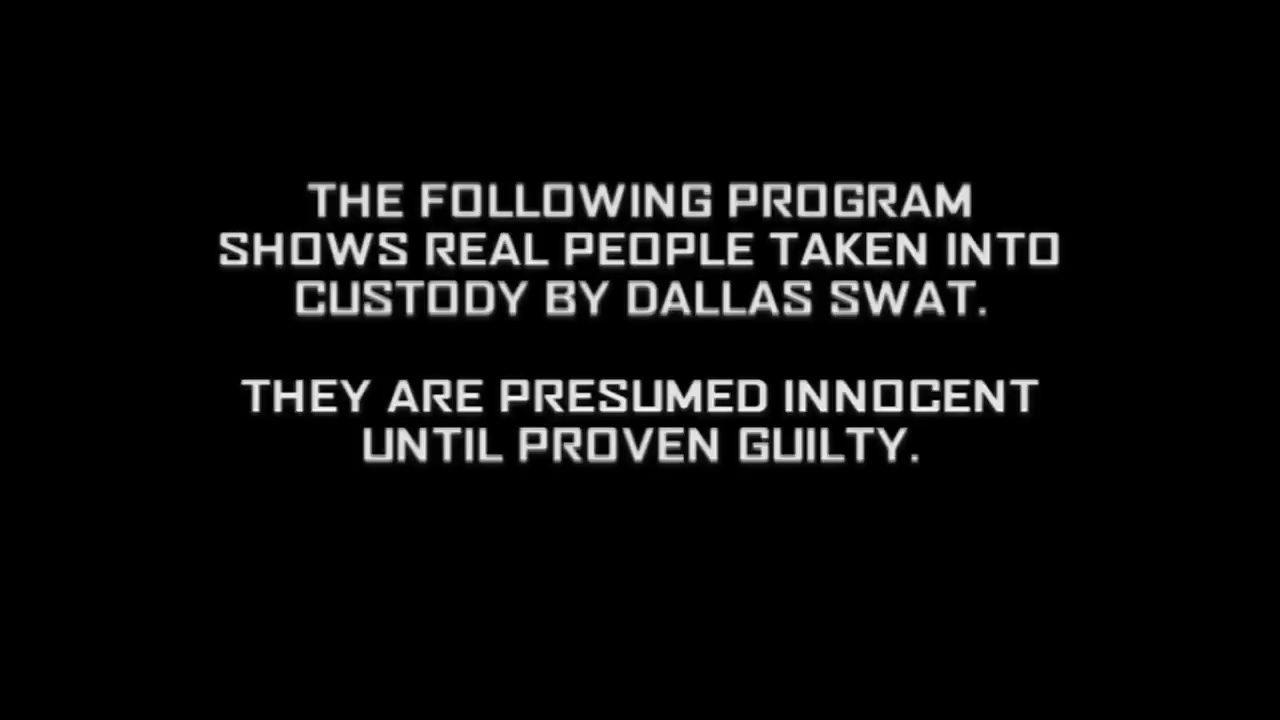 THE FOLLOWING PROGRAM
SHOWS REAL PEOPLE TAKEN INTO
CUSTODY BY DALLAS SWAT.
THEY ARE PRESUMED INNOCENT
UNTIL PROVEN GUILTY.